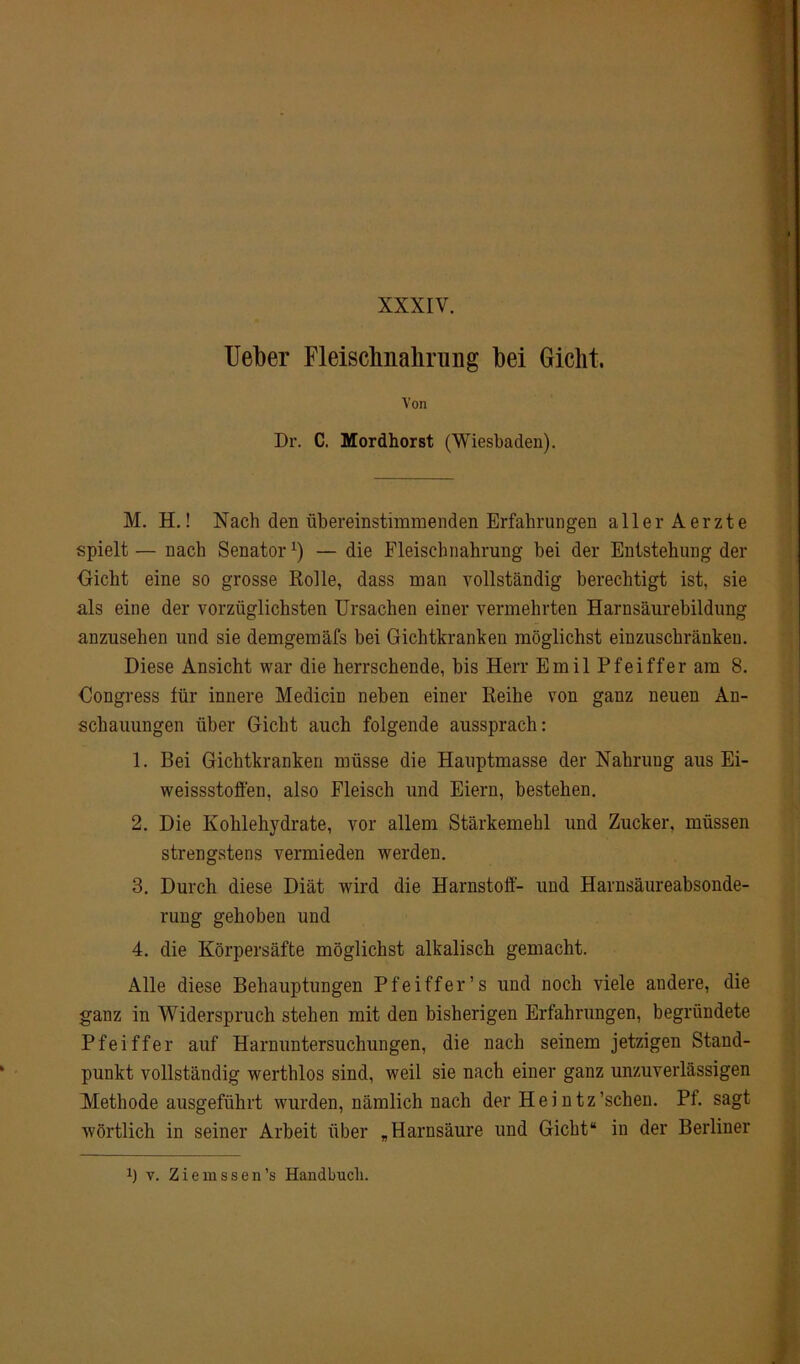 XXXIV.
Ueber Fleischnahrung bei Gicht.
Von
Dr. C. Mordhorst (Wiesbaden).
M. H.! Nach den übereinstimmenden Erfahrungen aller Aerzte
spielt — nach Senator¹) — die Fleischnahrung bei der Entstehung der
Gicht eine so grosse Rolle, dass man vollständig berechtigt ist, sie
als eine der vorzüglichsten Ursachen einer vermehrten Harnsäurebildung
anzusehen und sie demgemäfs bei Gichtkranken möglichst einzuschränken.
Diese Ansicht war die herrschende, bis Herr Emil Pfeiffer am 8.
Congress für innere Medicin neben einer Reihe von ganz neuen An-
schauungen über Gicht auch folgende aussprach:
1. Bei Gichtkranken müsse die Hauptmasse der Nahrung aus Ei-
weissstoffen, also Fleisch und Eiern, bestehen.
2. Die Kohlehydrate, vor allem Stärkemehl und Zucker, müssen
strengstens vermieden werden.
3. Durch diese Diät wird die Harnstoff- und Harnsäureabsonde-
rung gehoben und
4. die Körpersäfte möglichst alkalisch gemacht.
Alle diese Behauptungen Pfeiffer's und noch viele andere, die
ganz in Widerspruch stehen mit den bisherigen Erfahrungen, begründete
Pfeiffer auf Harnuntersuchungen, die nach seinem jetzigen Stand-
punkt vollständig werthlos sind, weil sie nach einer ganz unzuverlässigen
Methode ausgeführt wurden, nämlich nach der Heintz'schen. Pf. sagt
wörtlich in seiner Arbeit über „Harnsäure und Gicht“ in der Berliner
¹) v. Ziemssen's Handbuch.